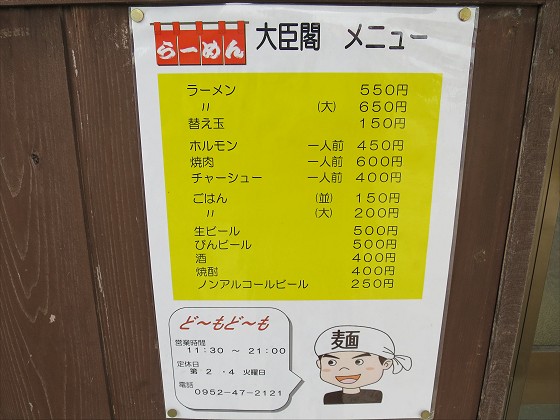 らーめん 大臣閣 メニュー
ラーメン 550円
〃 (大) 650円
替え玉 150円
ホルモン 一人前 450円
焼肉 一人前 600円
チャーシュー 一人前 400円
ごはん (並) 150円
〃 (大) 200円
生ビール 500円
びんビール 500円
酒 400円
焼酎 400円
ノンアルコールビール 250円
ど〜もど〜も
営業時間
11:30 〜 21:00
定休日
第 2 ・4 火曜日
電話
0952-47-2121
麺